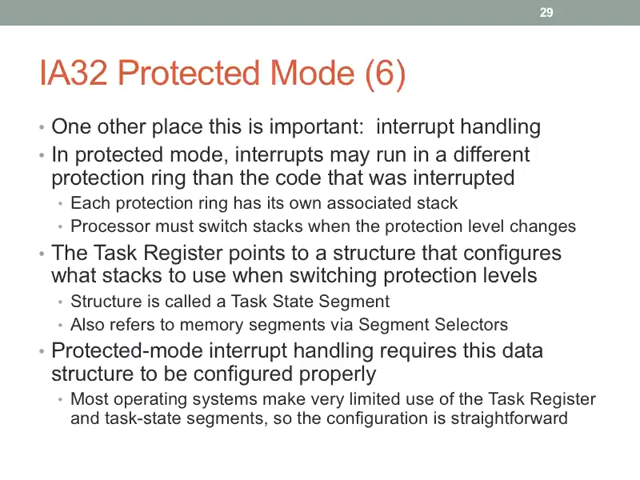 29
IA32 Protected Mode (6)
• One other place this is important: interrupt handling
• In protected mode, interrupts may run in a different
protection ring than the code that was interrupted
• Each protection ring has its own associated stack
• Processor must switch stacks when the protection level changes
• The Task Register points to a structure that configures
what stacks to use when switching protection levels
• Structure is called a Task State Segment
• Also refers to memory segments via Segment Selectors
• Protected-mode interrupt handling requires this data
structure to be configured properly
• Most operating systems make very limited use of the Task Register
and task-state segments, so the configuration is straightforward